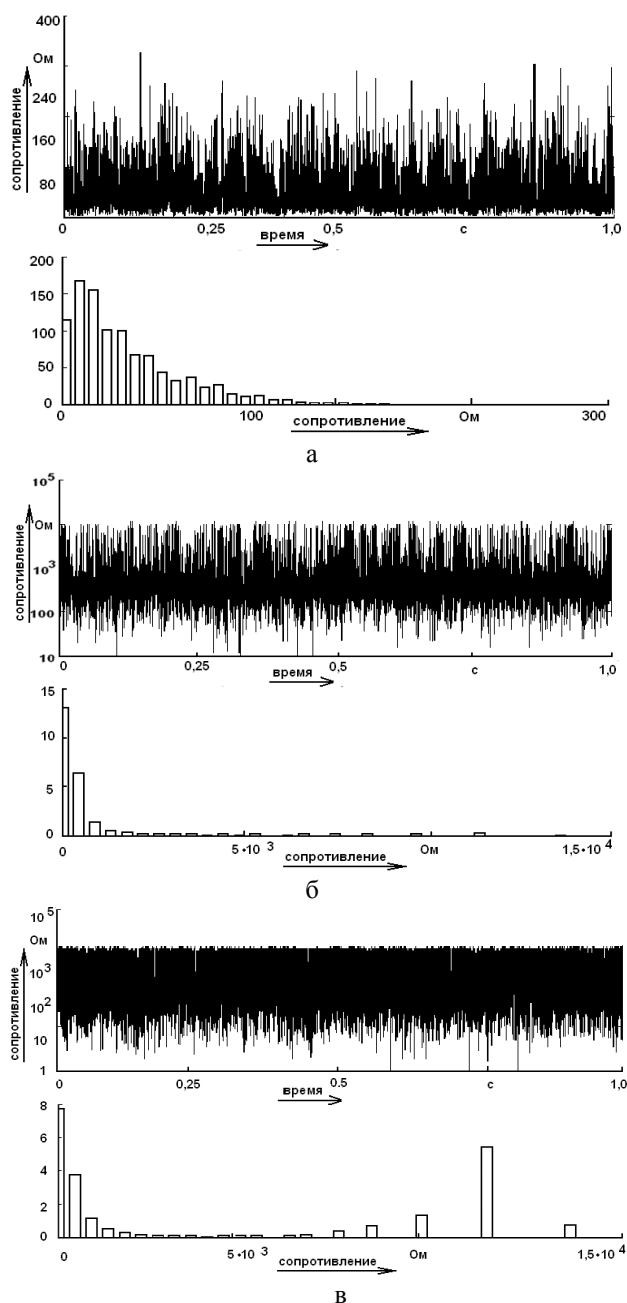 400
Ом
240
160
80
сопротивление
0 0,25 0,5 с 1,0
время
200
150
100
50
0
0 100 Ом 300
сопротивление
а
10⁵
Ом
10³
100
10
сопротивление
0 0,25 0,5 с 1,0
время
15
10
5
0
0 5·10³ Ом 1,5·10⁴
сопротивление
б
10⁵
Ом
10³
10²
10
1
сопротивление
0 0,25 0.5 с 1,0
время
8
6
4
2
0
0 5·10³ Ом 1,5·10⁴
сопротивление
в